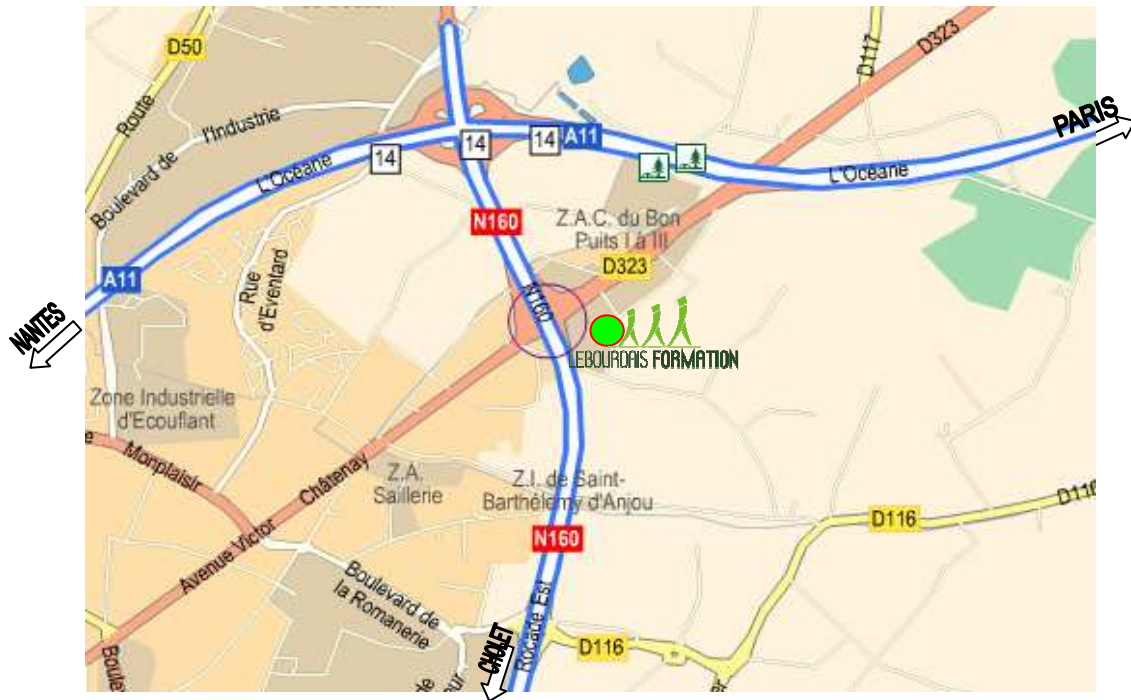 D50
D117
D323
Route
PARIS
Boulevard de
l'Industrie
14
14
14
A11
L'Océane
L'Océane
N160
Z.A.C. du Bon
Puits I à III
D323
A11
Rue
d'Eventard
N160
NANTES
LEBOURDAIS FORMATION
Zone Industrielle
d'Ecouflant
Monplaisir
Châtenay
Z.A.
Saillerie
Z.I. de Saint-
Barthélemy d'Anjou
D116
D116
N160
Avenue Victor
Boulevard de
la Romanerie
Rocade Est
CHOLET
D116
de